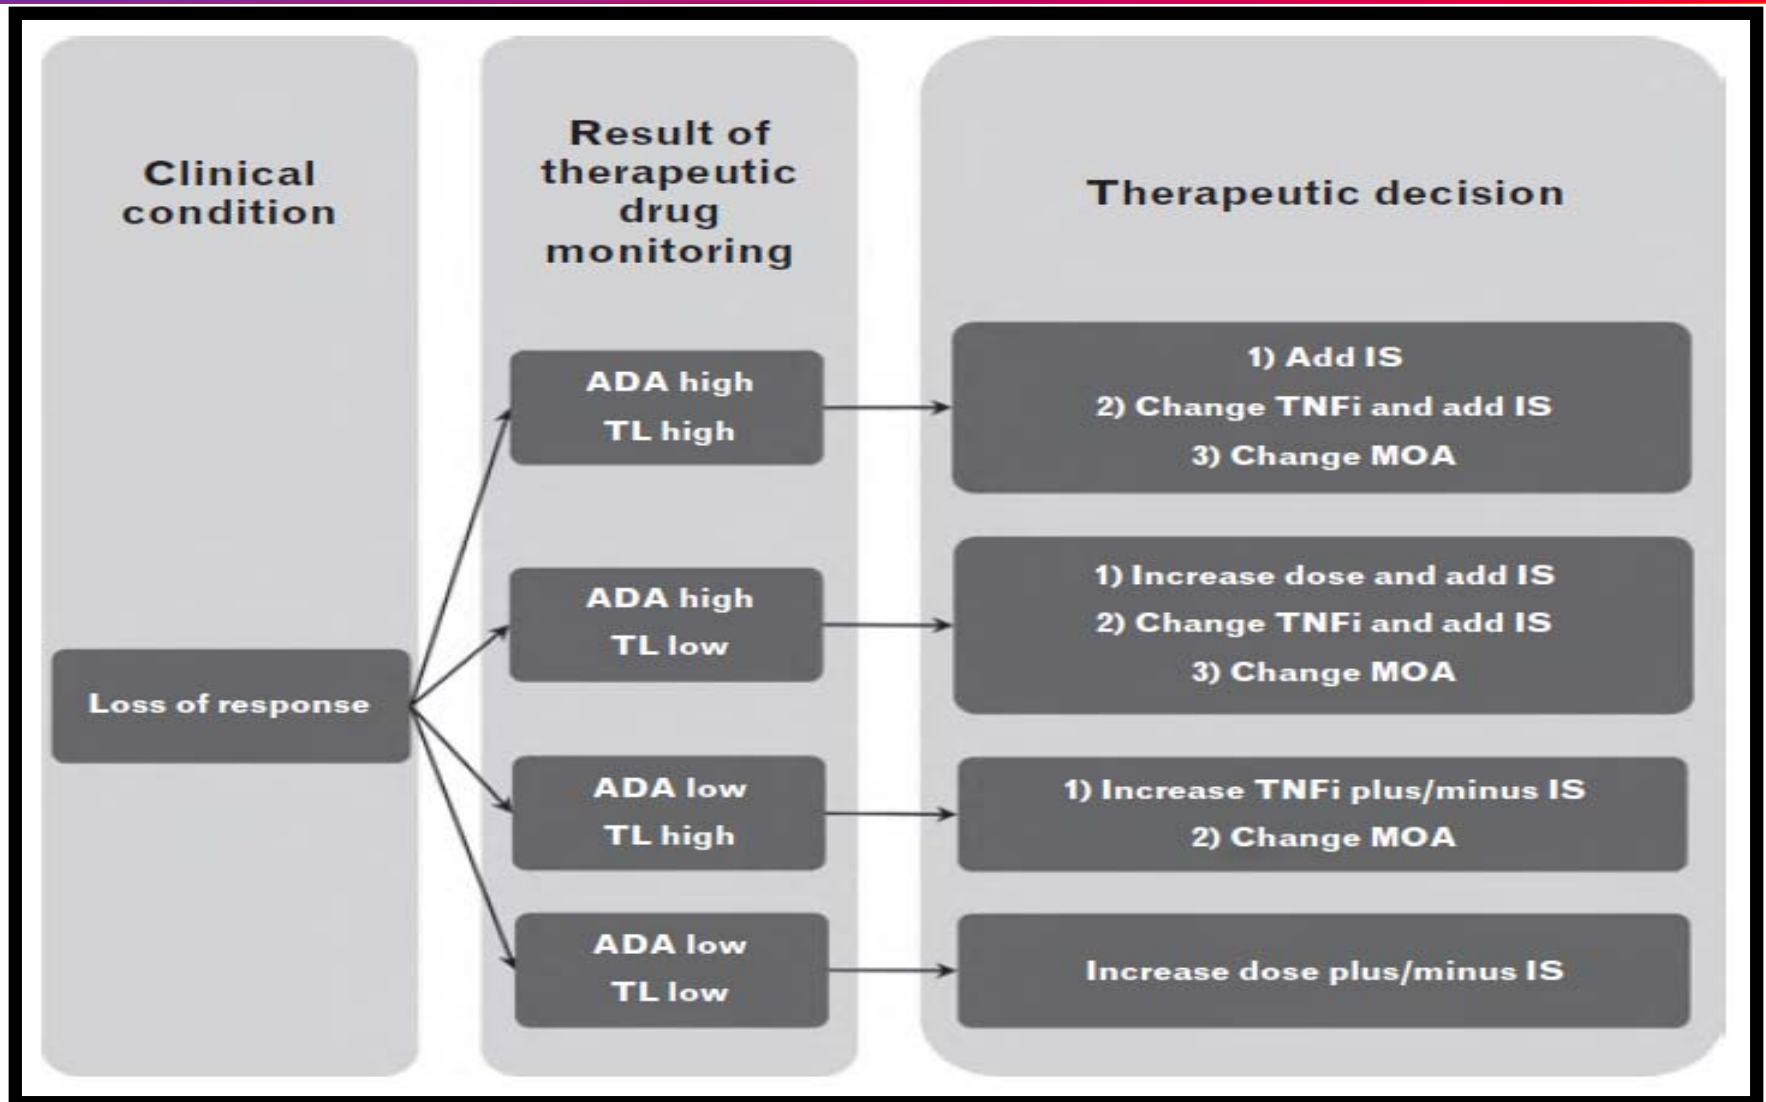 Clinical
condition
Result of
therapeutic
drug
monitoring
Therapeutic decision
Loss of response
ADA high
TL high
1) Add IS
2) Change TNFi and add IS
3) Change MOA
ADA high
TL low
1) Increase dose and add IS
2) Change TNFi and add IS
3) Change MOA
ADA low
TL high
1) Increase TNFi plus/minus IS
2) Change MOA
ADA low
TL low
Increase dose plus/minus IS